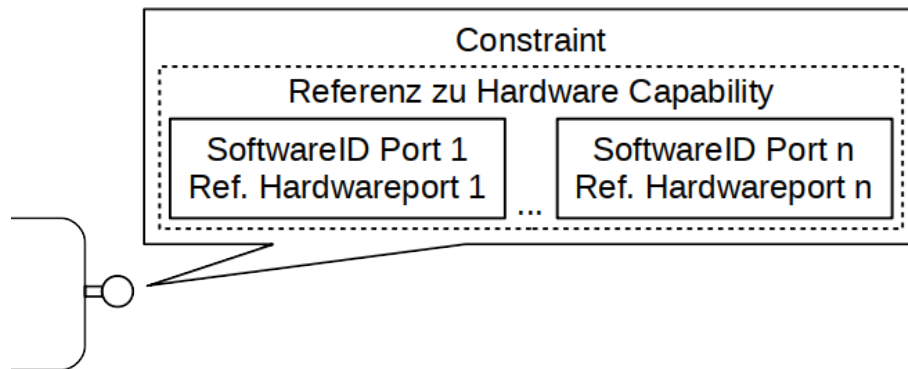 Constraint
Referenz zu Hardware Capability
SoftwareID Port 1
Ref. Hardwareport 1
...
SoftwareID Port n
Ref. Hardwareport n